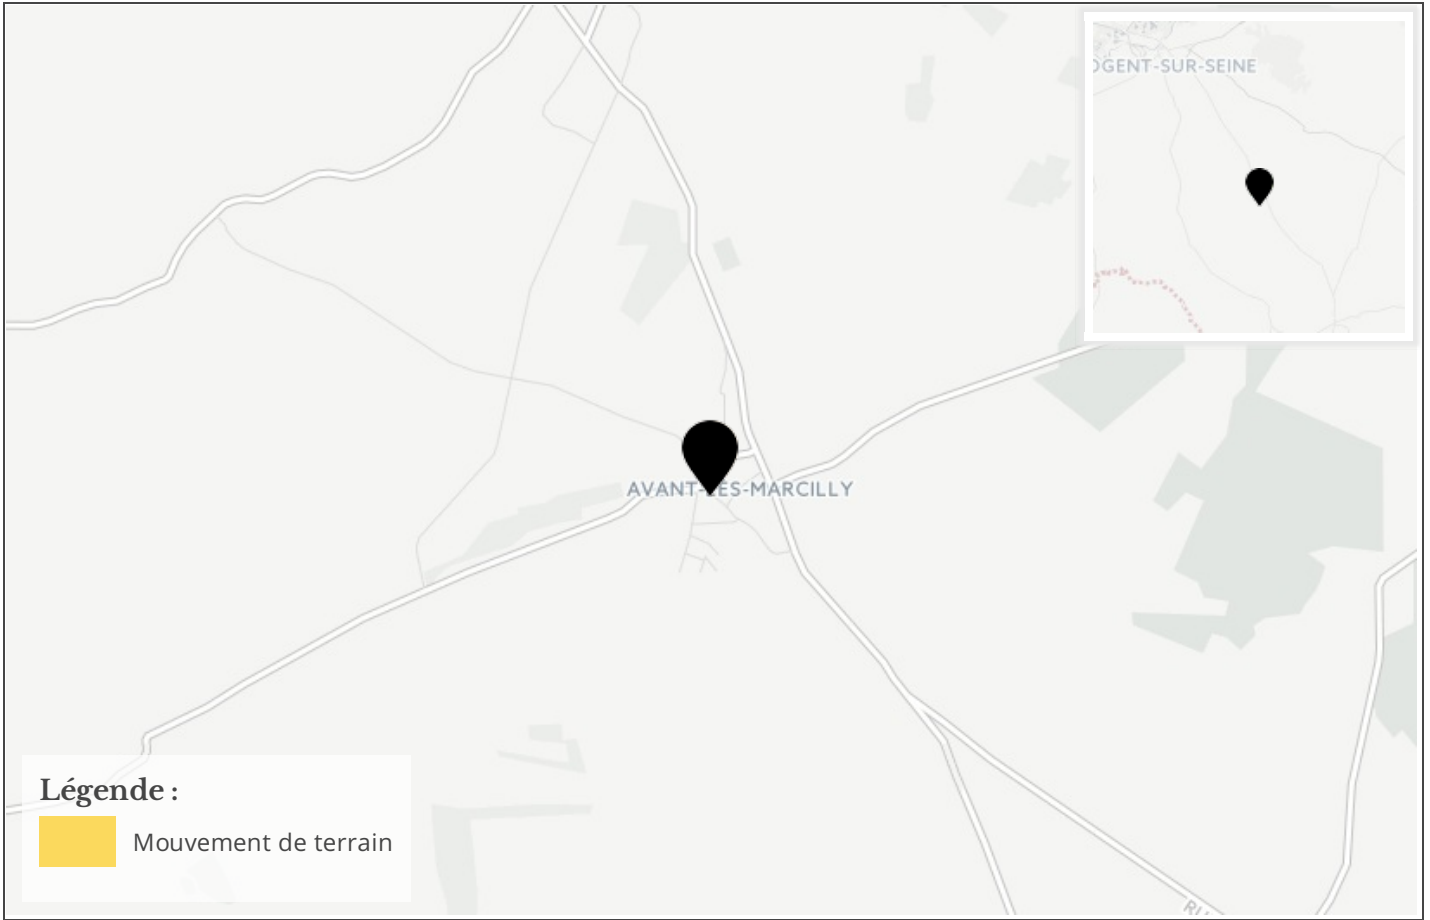 OGENT-SUR-SEINE
AVANT-LES-MARCILLY
Légende :
Mouvement de terrain